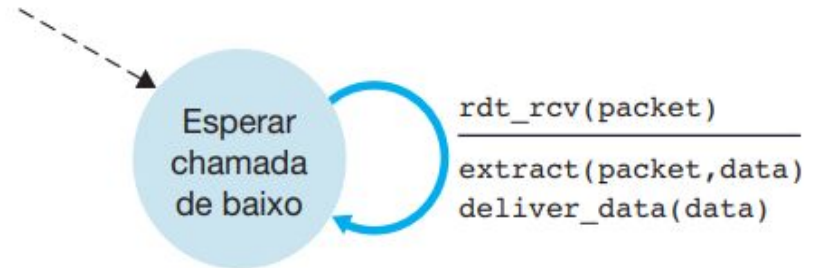 Esperar
chamada
de baixo
rdt_rcv(packet)
extract(packet,data)
deliver_data(data)